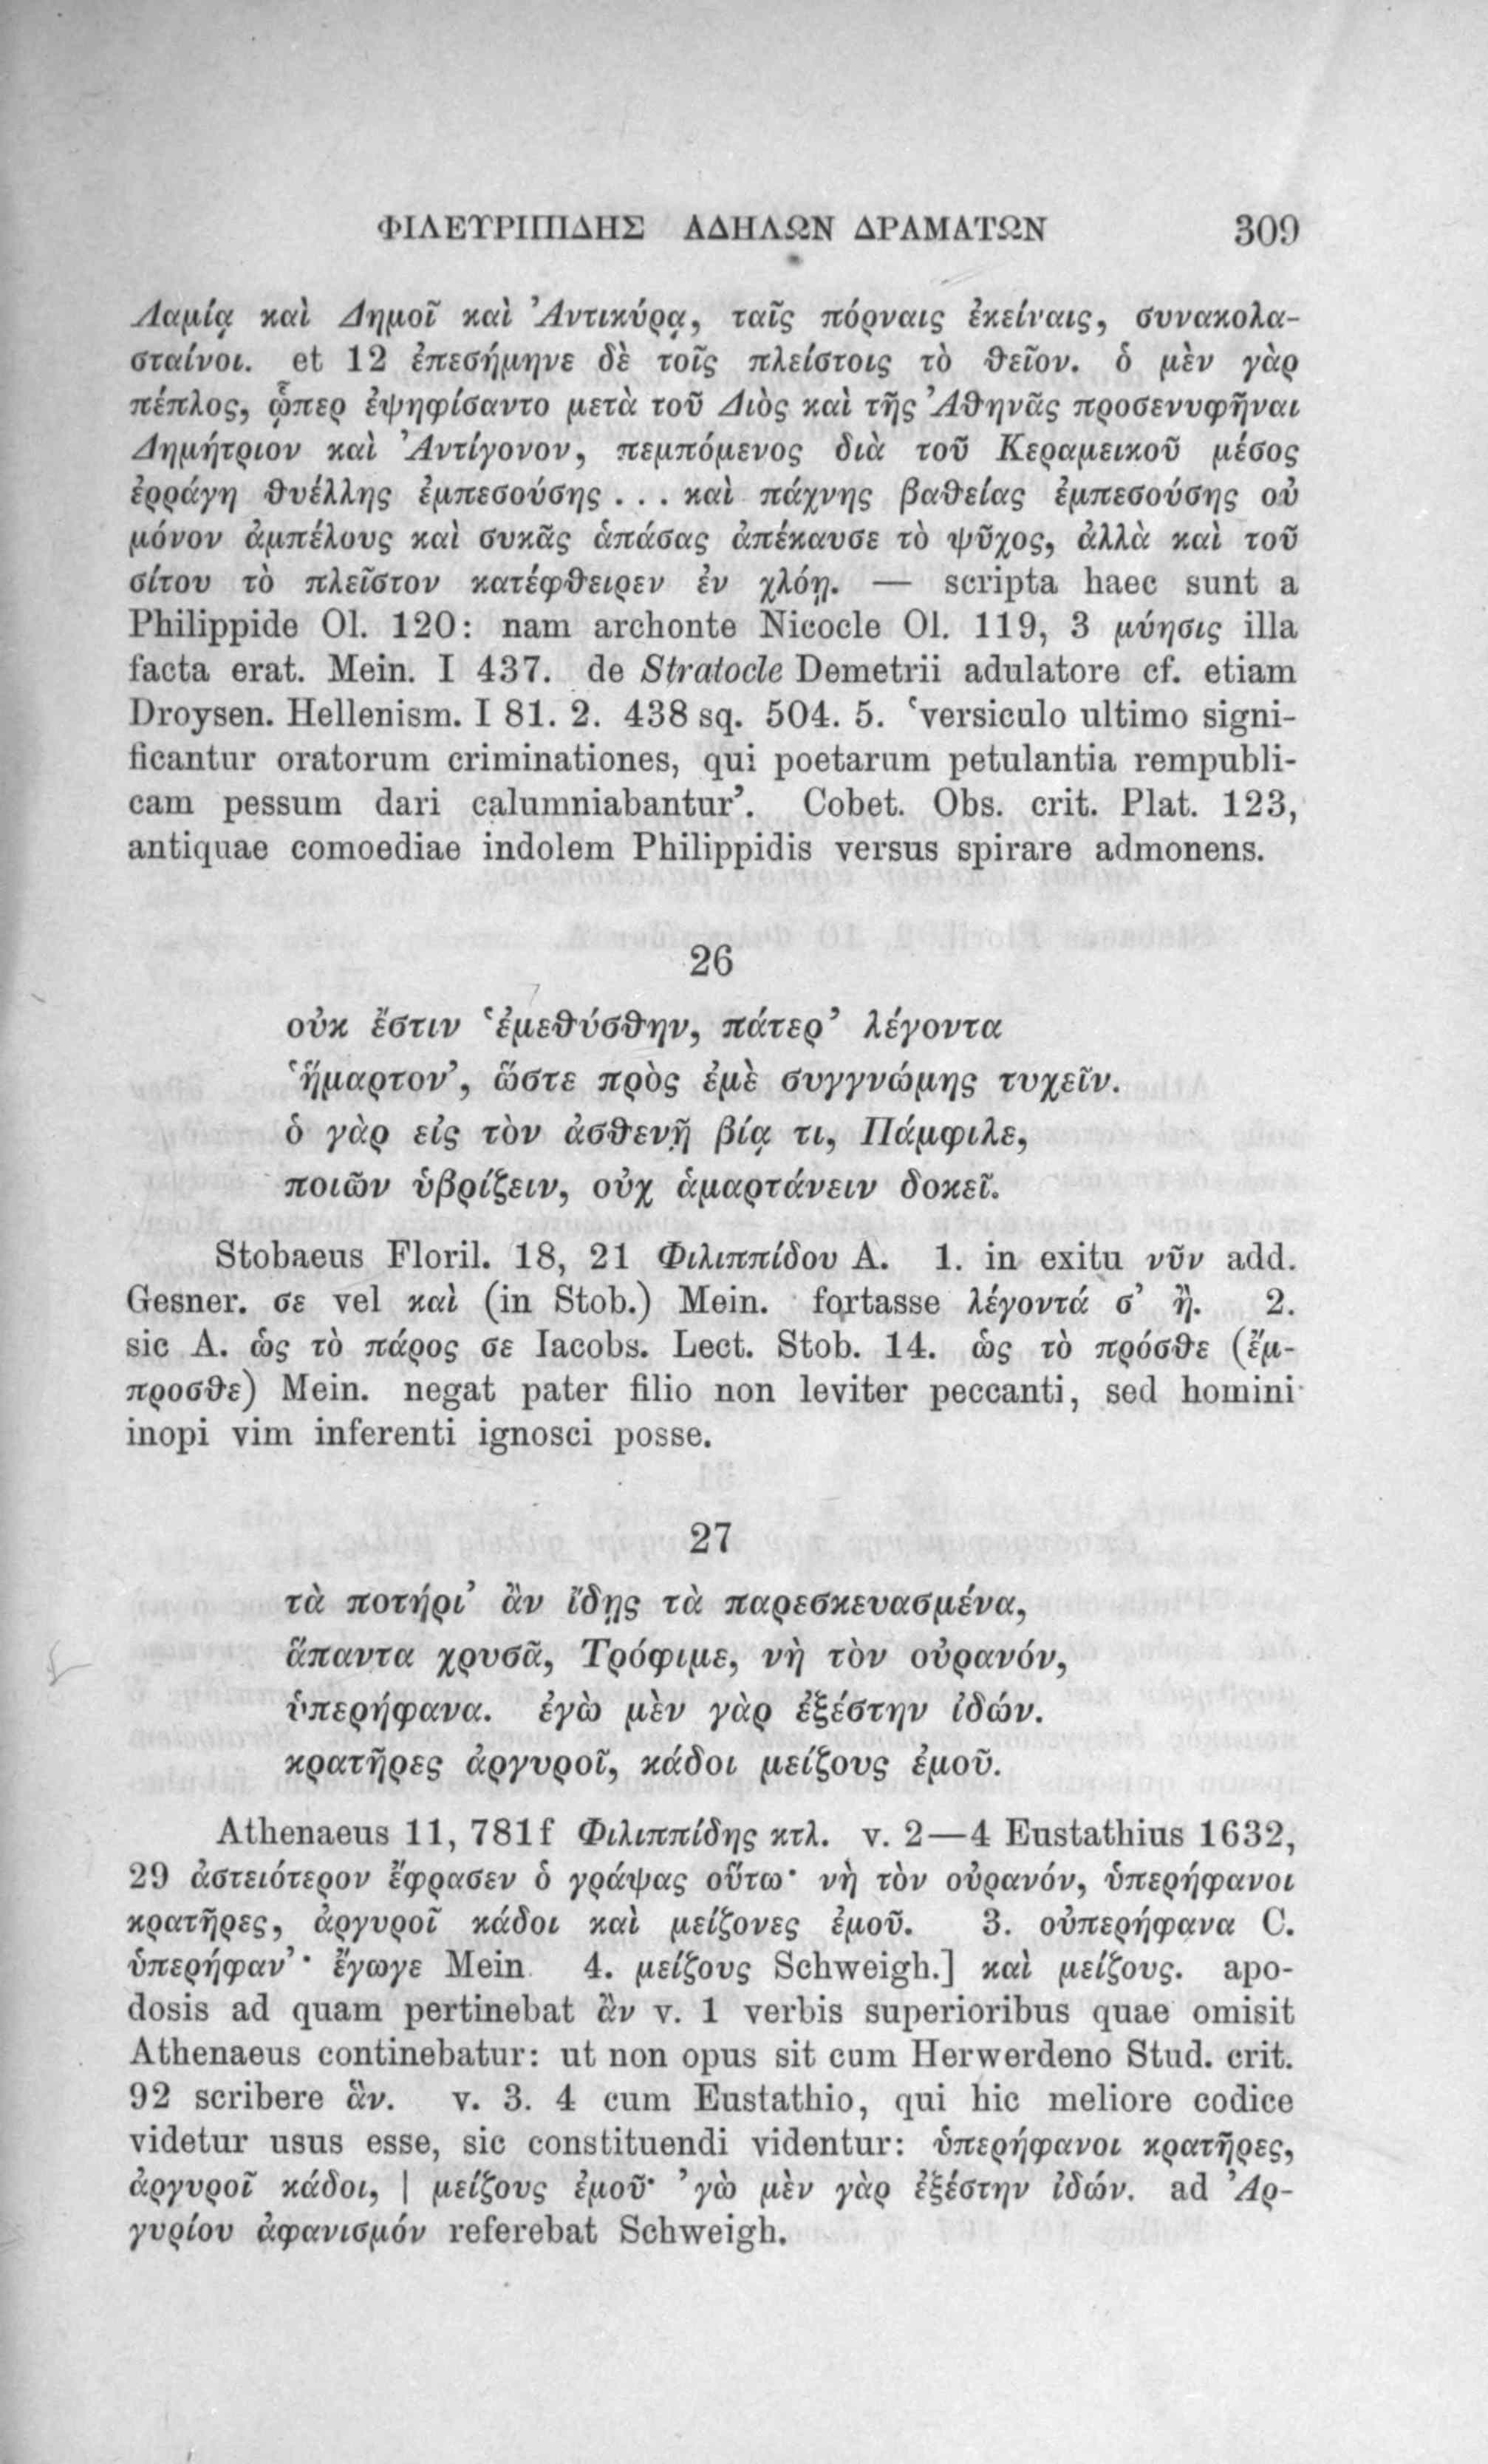 ΦΙΛΕΥΡΙΠΙΔΗΣ ΑΔΗΛΩΝ ΔΡΑΜΑΤΩΝ 309
Λαμίᾳ καὶ Δημοῖ καὶ Ἀντικύρᾳ, ταῖς πόρναις ἐκείναις, συνακολα-
σταίνοι. et 12 ἐπεσήμηνε δὲ τοῖς πλείστοις τὸ θεῖον. ὁ μὲν γὰρ
πέπλος, ᾧπερ ἐψηφίσαντο μετὰ τοῦ Διὸς καὶ τῆς Ἀθηνᾶς προσενυφῆναι
Δημήτριον καὶ Ἀντίγονον, πεμπόμενος διὰ τοῦ Κεραμεικοῦ μέσος
ἐρράγη θυέλλης ἐμπεσούσης ... καὶ πάχνης βαθείας ἐμπεσούσης οὐ
μόνον ἀμπέλους καὶ συκᾶς ἁπάσας ἀπέκαυσε τὸ ψῦχος, ἀλλὰ καὶ τοῦ
σίτου τὸ πλεῖστον κατέφθειρεν ἐν χλόῃ. — scripta haec sunt a
Philippide Ol. 120: nam archonte Nicocle Ol. 119, 3 μύησις illa
facta erat. Mein. I 437. de Stratocle Demetrii adulatore cf. etiam
Droysen. Hellenism. I 81. 2. 438 sq. 504. 5. ‘versiculo ultimo signi-
ficantur oratorum criminationes, qui poetarum petulantia rempubli-
cam pessum dari calumniabantur’. Cobet. Obs. crit. Plat. 123,
antiquae comoediae indolem Philippidis versus spirare admonens.
26
οὐκ ἔστιν ‘ἐμεθύσθην, πάτερ’ λέγοντα
‘ἥμαρτον’, ὥστε πρὸς ἐμὲ συγγνώμης τυχεῖν.
ὁ γὰρ εἰς τὸν ἀσθενῆ βίᾳ τι, Πάμφιλε,
ποιῶν ὑβρίζειν, οὐχ ἁμαρτάνειν δοκεῖ.
Stobaeus Floril. 18, 21 Φιλιππίδου A. 1. in exitu νῦν add.
Gesner. σε vel καὶ (in Stob.) Mein. fortasse λέγοντά σ’ ἢ. 2.
sic A. ὡς τὸ πάρος σε Iacobs. Lect. Stob. 14. ὡς τὸ πρόσθε (ἔμ-
προσθε) Mein. negat pater filio non leviter peccanti, sed homini
inopi vim inferenti ignosci posse.
27
τὰ ποτήρι’ ἂν ἴδῃς τὰ παρεσκευασμένα,
ἅπαντα χρυσᾶ, Τρόφιμε, νὴ τὸν οὐρανόν,
ὑπερήφανα. ἐγὼ μὲν γὰρ ἐξέστην ἰδών.
κρατῆρες ἀργυροῖ, κάδοι μείζους ἐμοῦ.
Athenaeus 11, 781f Φιλιππίδης κτλ. v. 2—4 Eustathius 1632,
29 ἀστειότερον ἔφρασεν ὁ γράψας οὕτω· νὴ τὸν οὐρανόν, ὑπερήφανοι
κρατῆρες, ἀργυροῖ κάδοι καὶ μείζονες ἐμοῦ. 3. οὐπερήφανα C.
ὑπερήφαν’· ἔγωγε Mein. 4. μείζους Schweigh.] καὶ μείζους. apo-
dosis ad quam pertinebat ἂν v. 1 verbis superioribus quae omisit
Athenaeus continebatur: ut non opus sit cum Herwerdeno Stud. crit.
92 scribere ἄν. v. 3. 4 cum Eustathio, qui hic meliore codice
videtur usus esse, sic constituendi videntur: ὑπερήφανοι κρατῆρες,
ἀργυροῖ κάδοι, | μείζους ἐμοῦ· ’γὼ μὲν γὰρ ἐξέστην ἰδών. ad Ἀρ-
γυρίου ἀφανισμόν referebat Schweigh.